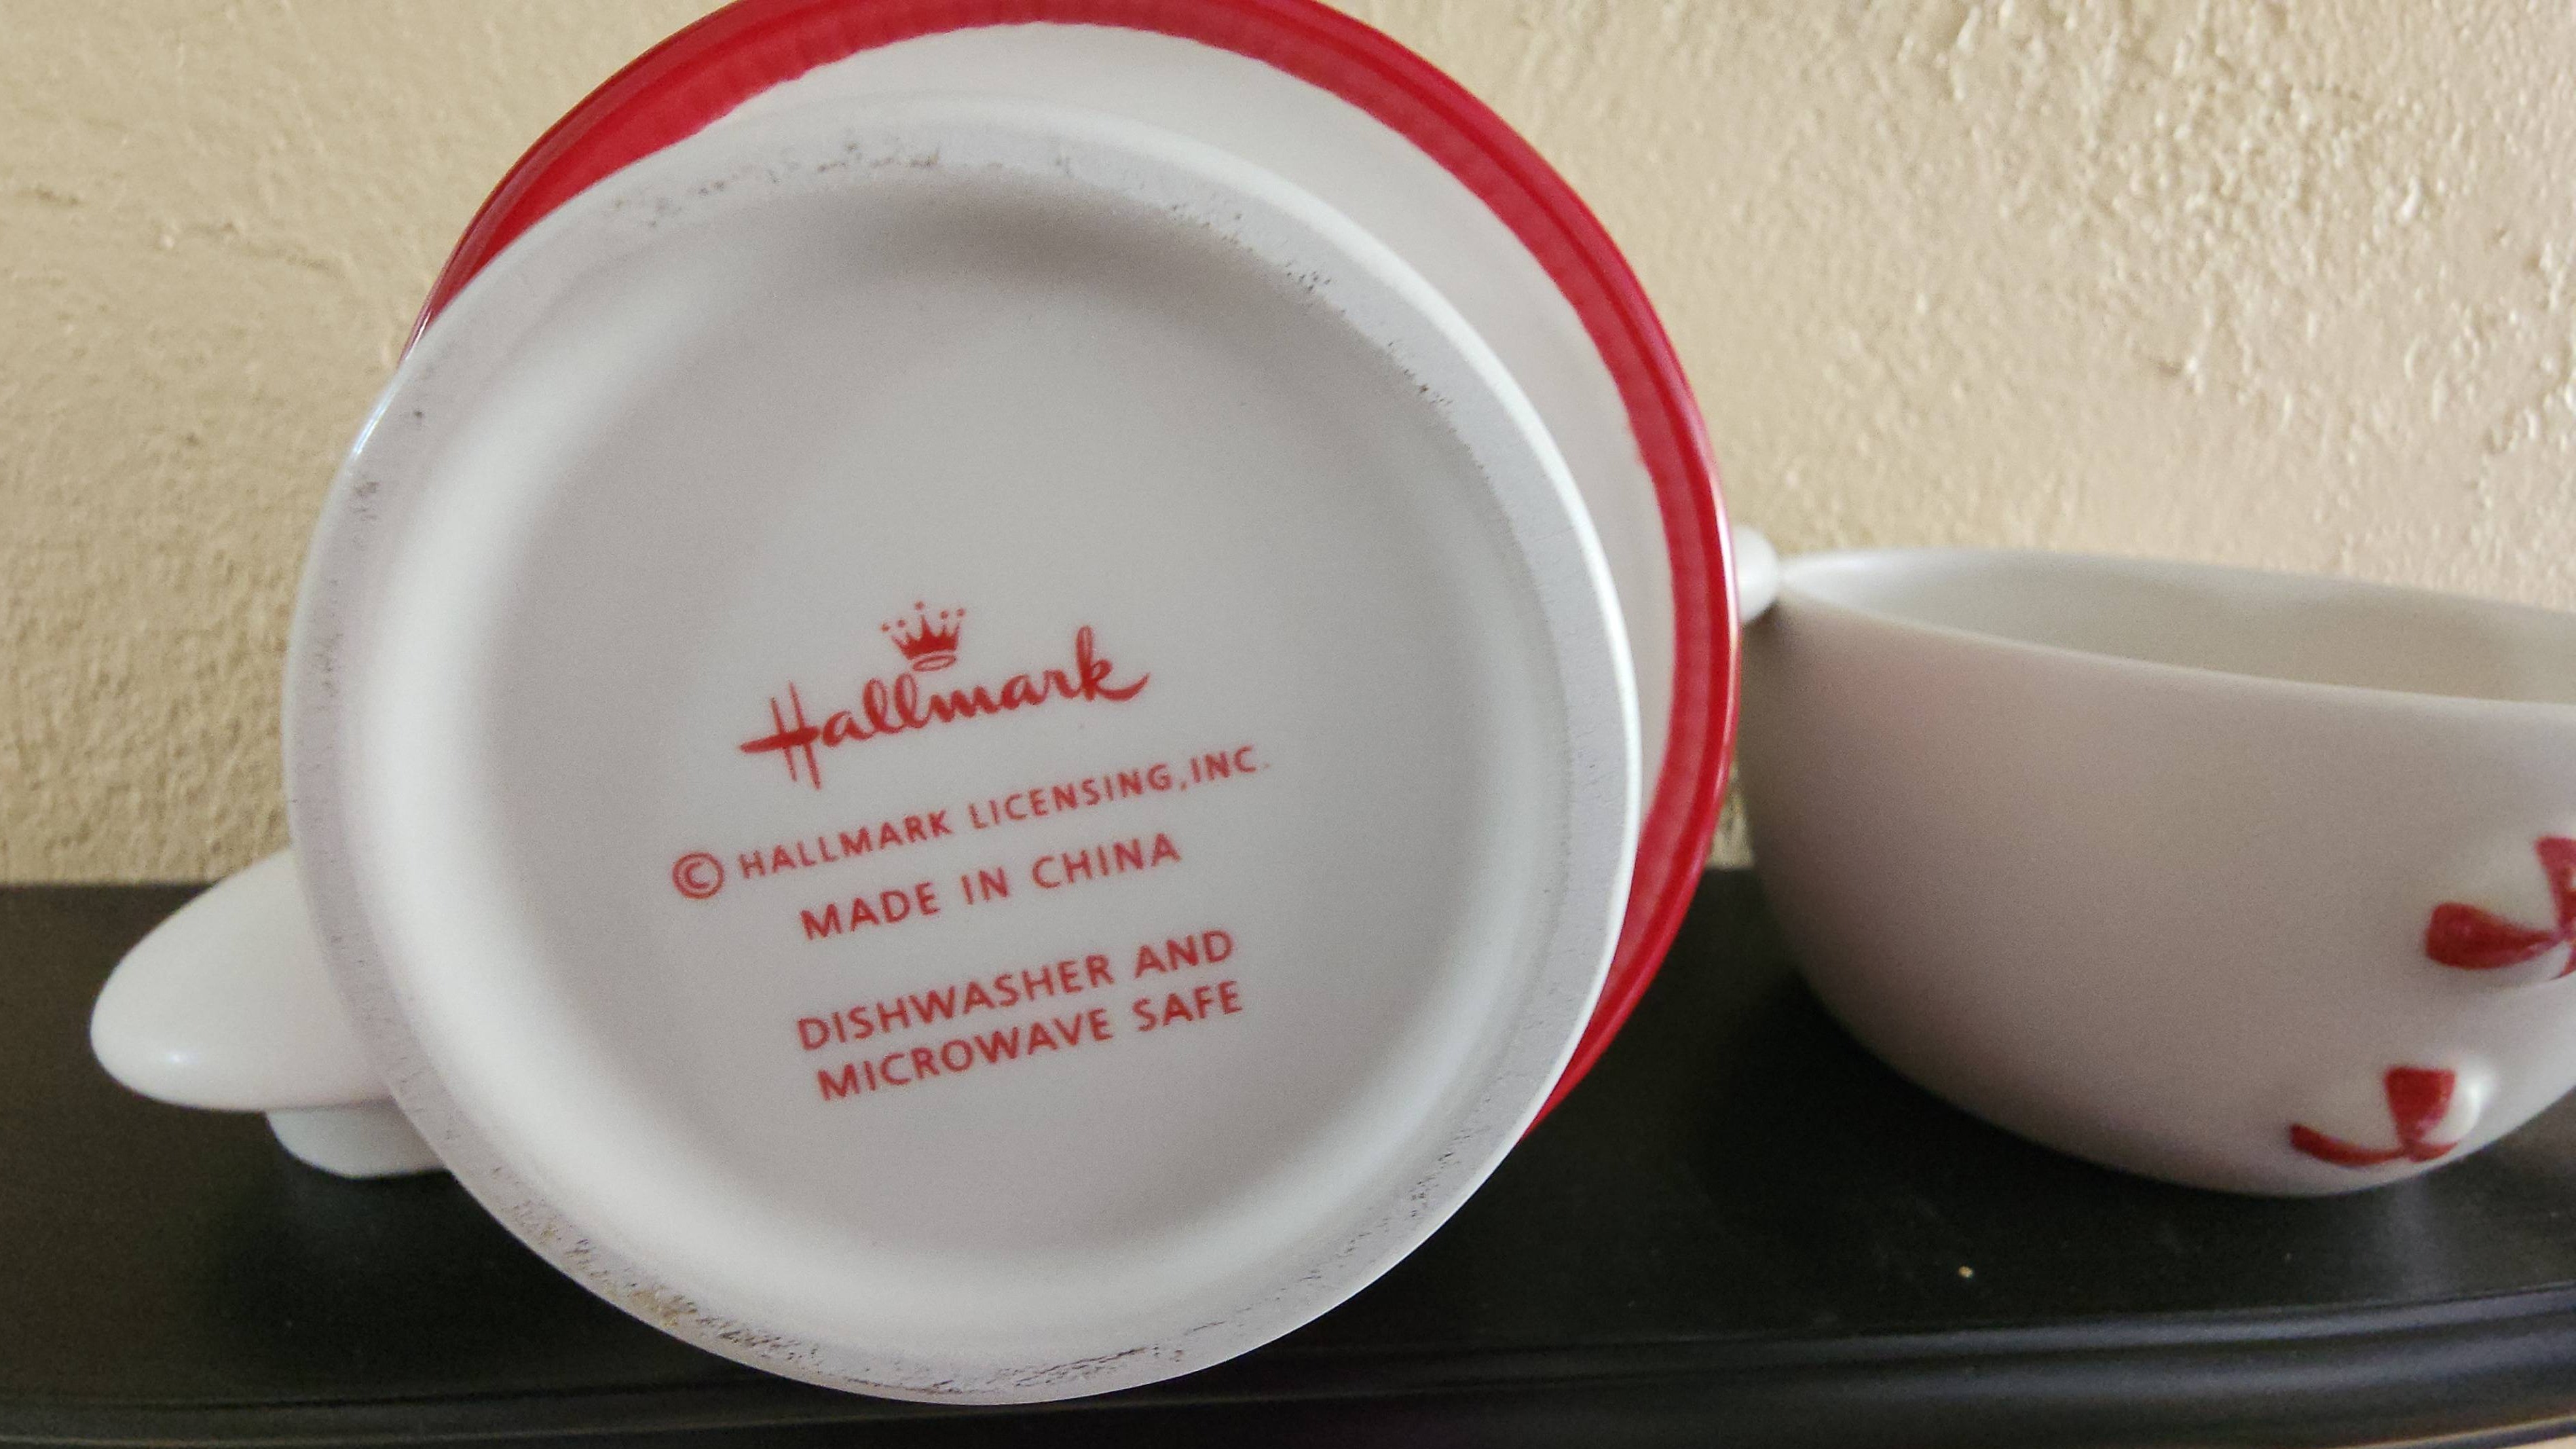 Hallmark
© HALLMARK LICENSING, INC.
MADE IN CHINA
DISHWASHER AND
MICROWAVE SAFE